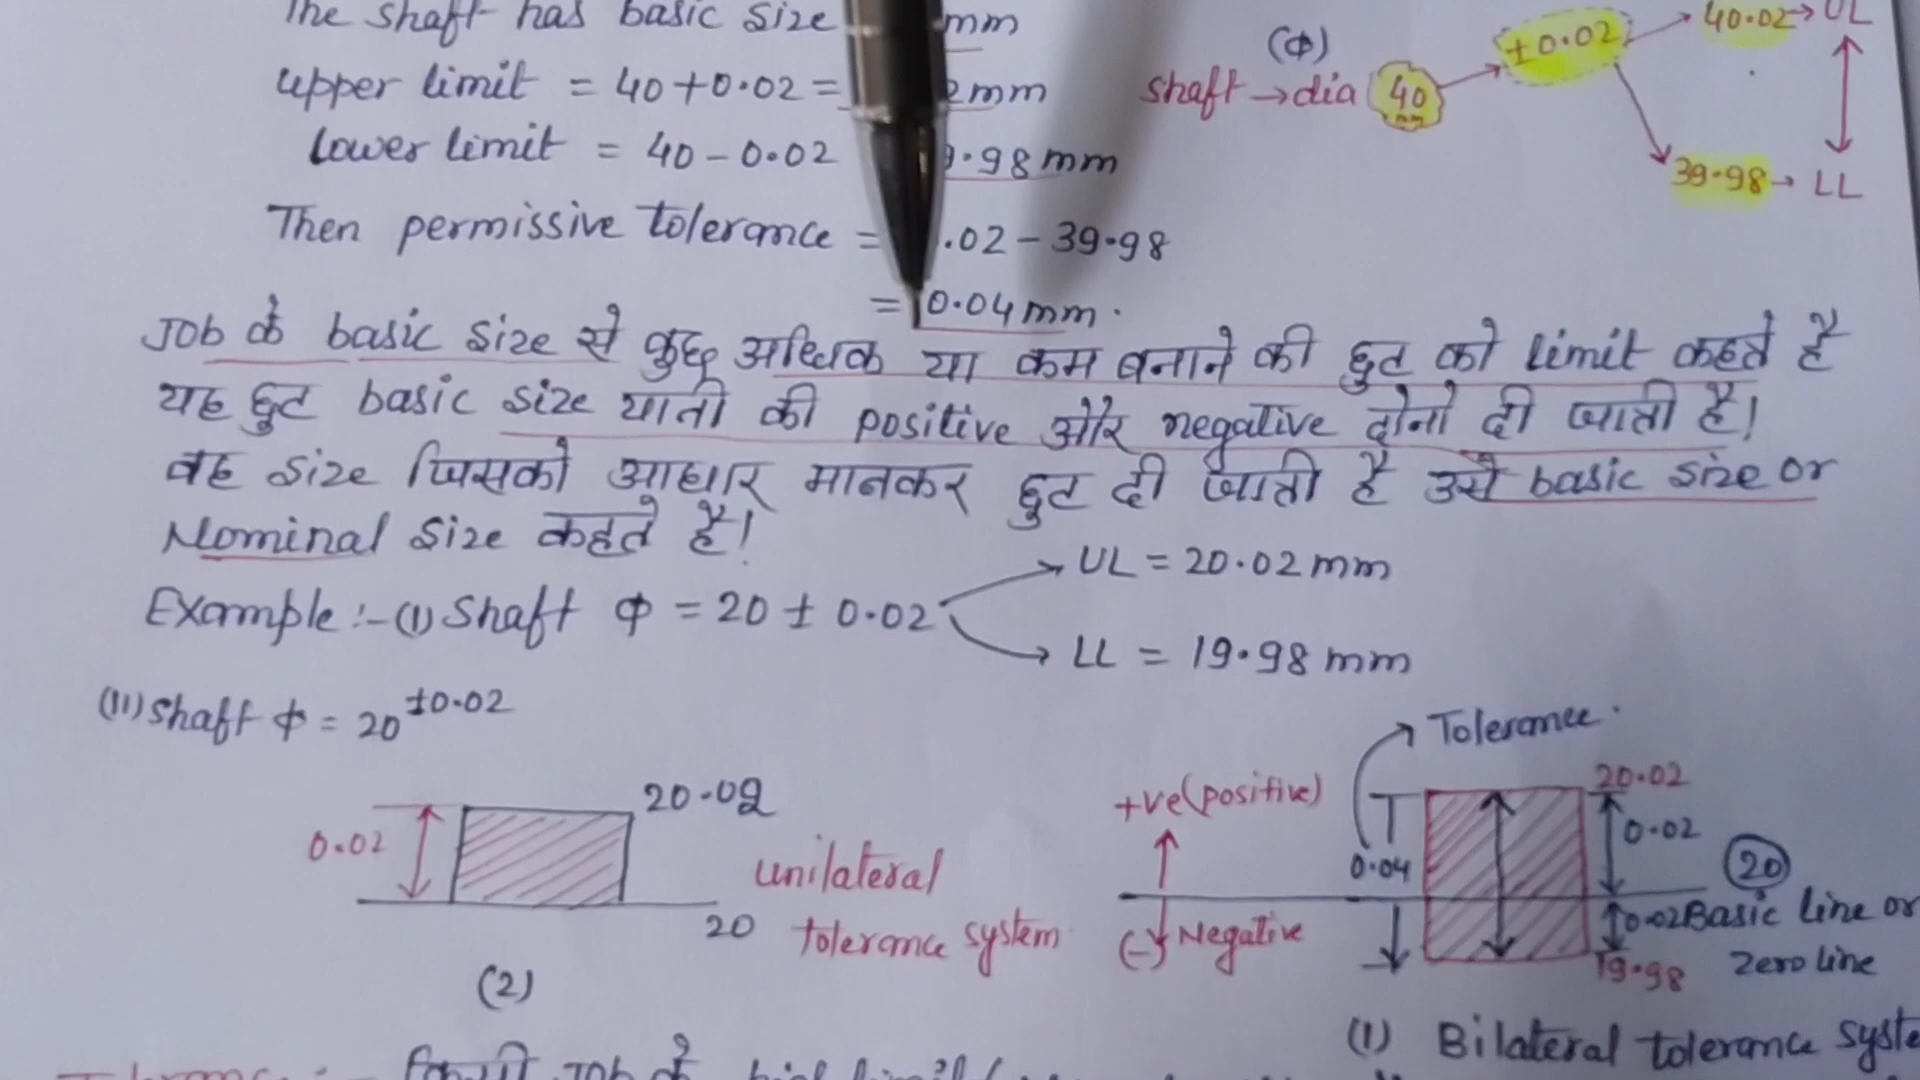 The shaft has basic size mm
upper limit = 40+0.02= 2mm
lower limit = 40-0.02 9.98mm
Then permissive tolerance = .02-39.98
= 0.04mm.
(Φ)
shaft→dia 40 mm
±0.02
40.02→UL
39.98→ LL
Job के basic size से कुछ अधिक या कम बनाने की छुट को limit कहते हैं
यह छुट basic size याती की positive और negative दोनो दी जाती है।
वह size जिसको आधार मानकर छुट दी जाती है उसे basic size or
Nominal size कहते है।
Example:-(I) Shaft Φ = 20 ± 0.02
UL = 20.02mm
LL = 19.98 mm
(II) shaft Φ = 20 ±0.02
0.02
20.02
20
unilateral
tolerance system
(2)
Tolerance.
+ve(positive)
(-) Negative
0.04
20.02
0.02
20
0.02 Basic line or
19.98 zero line
(1) Bilateral tolerance syste